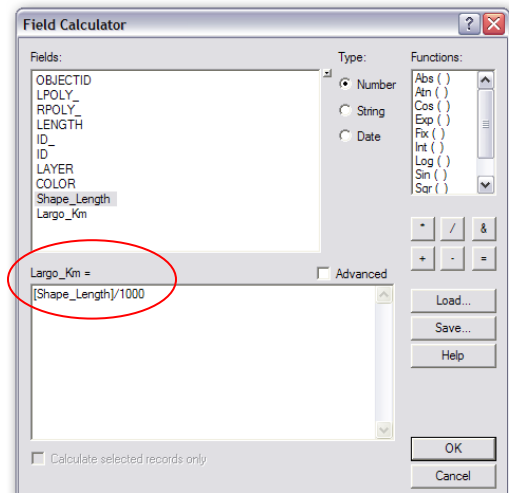 Field Calculator
Fields:
OBJECTID
LPOLY_
RPOLY_
LENGTH
ID_
ID
LAYER
COLOR
Shape_Length
Largo_Km
Type:
Number
String
Date
Functions:
Abs ( )
Atn ( )
Cos ( )
Exp ( )
Fix ( )
Int ( )
Log ( )
Sin ( )
Sqr ( )
* / &
+ - =
Largo_Km =
Advanced
[Shape_Length]/1000
Load...
Save...
Help
Calculate selected records only
OK
Cancel